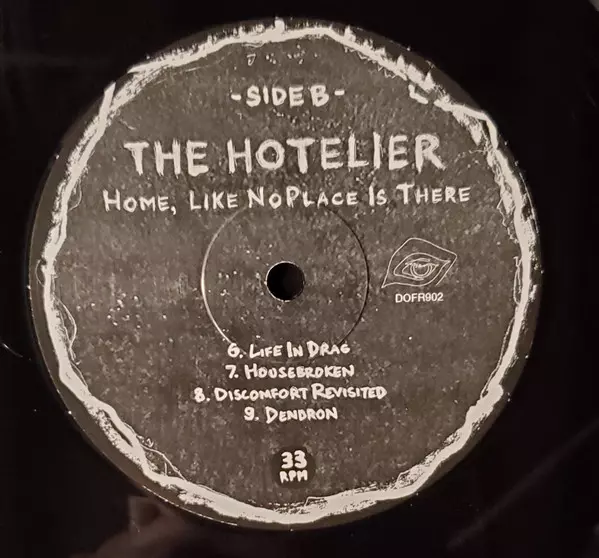 - SIDE B -
THE HOTELIER
HOME, LIKE NOPLACE IS THERE
DOFR902
6. LIFE IN DRAG
7. HOUSEBROKEN
8. DISCOMFORT REVISITED
9. DENDRON
33
RPM